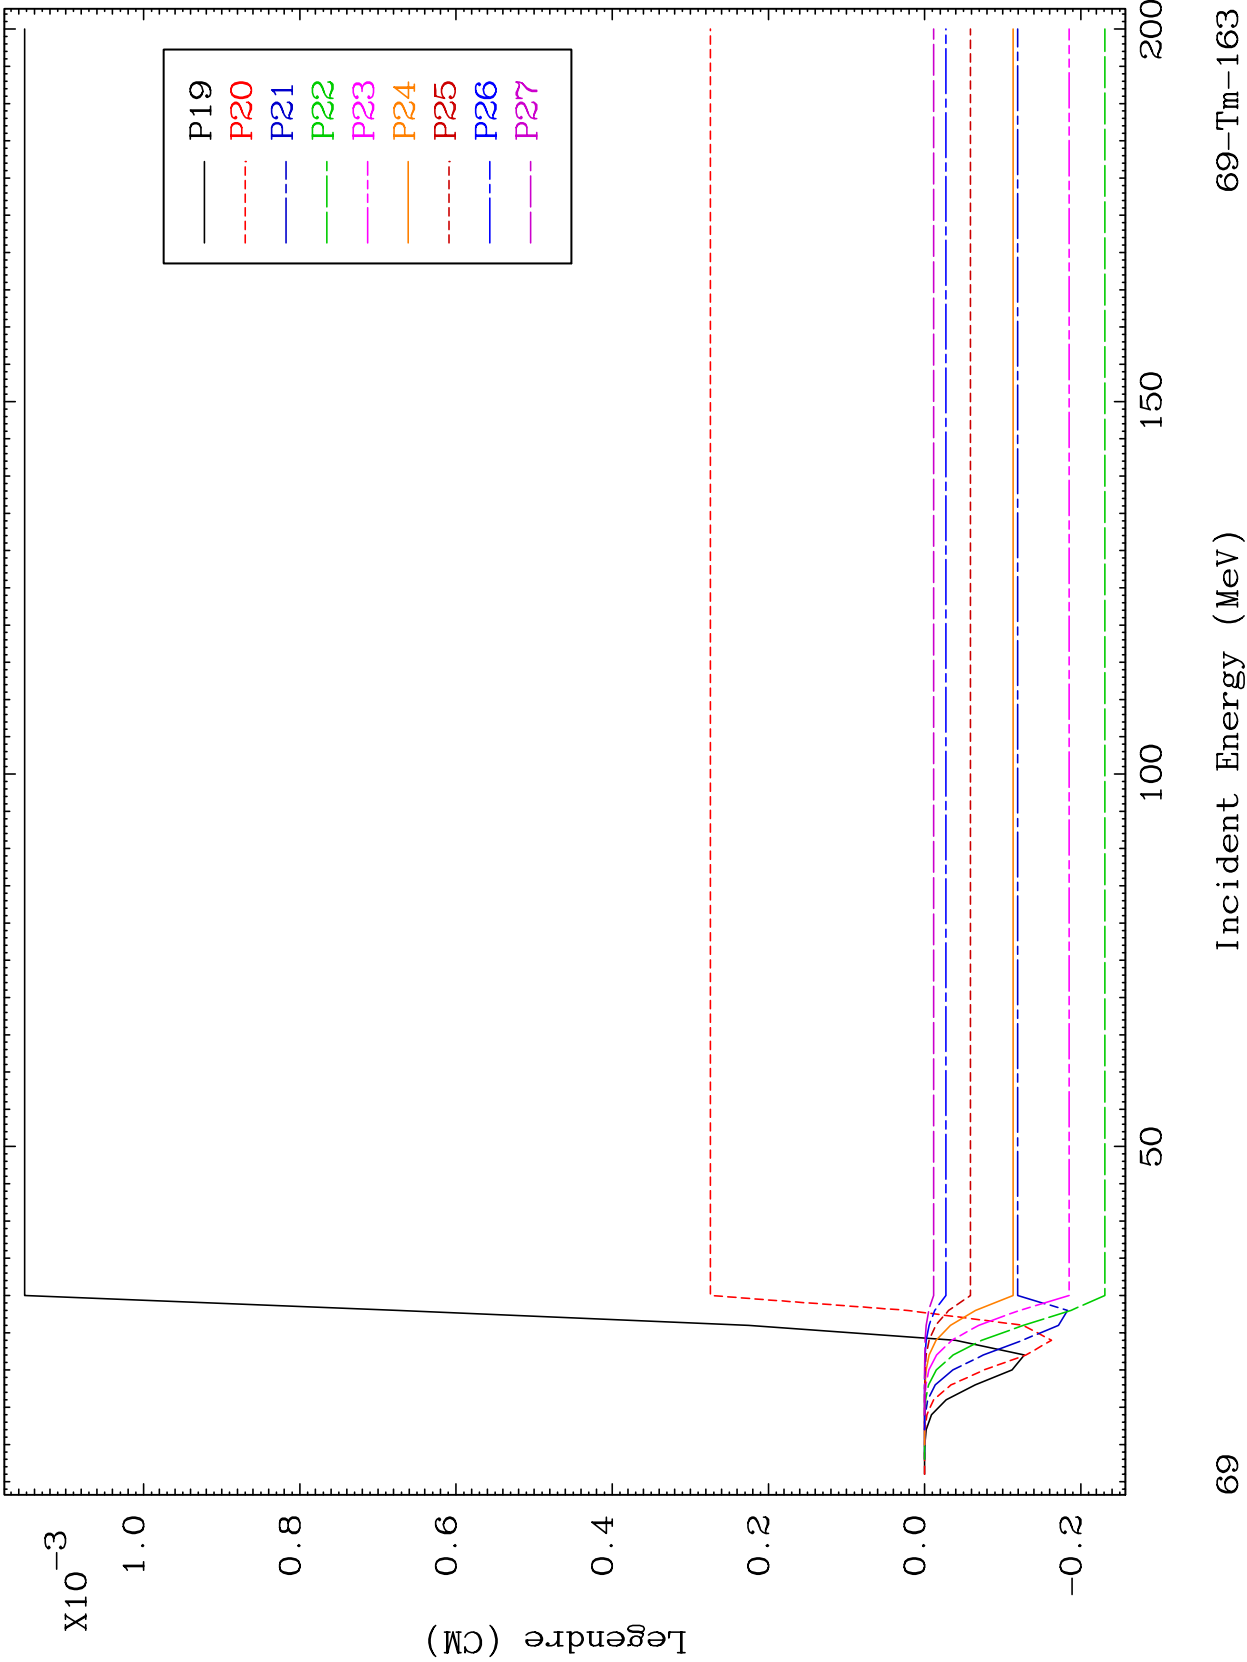 X10-3
1.0
0.8
0.6
0.4
0.2
0.0
-0.2
Legendre (CM)
P19
P20
P21
P22
P23
P24
P25
P26
P27
50
100
150
200
Incident Energy (MeV)
69
69-Tm-163